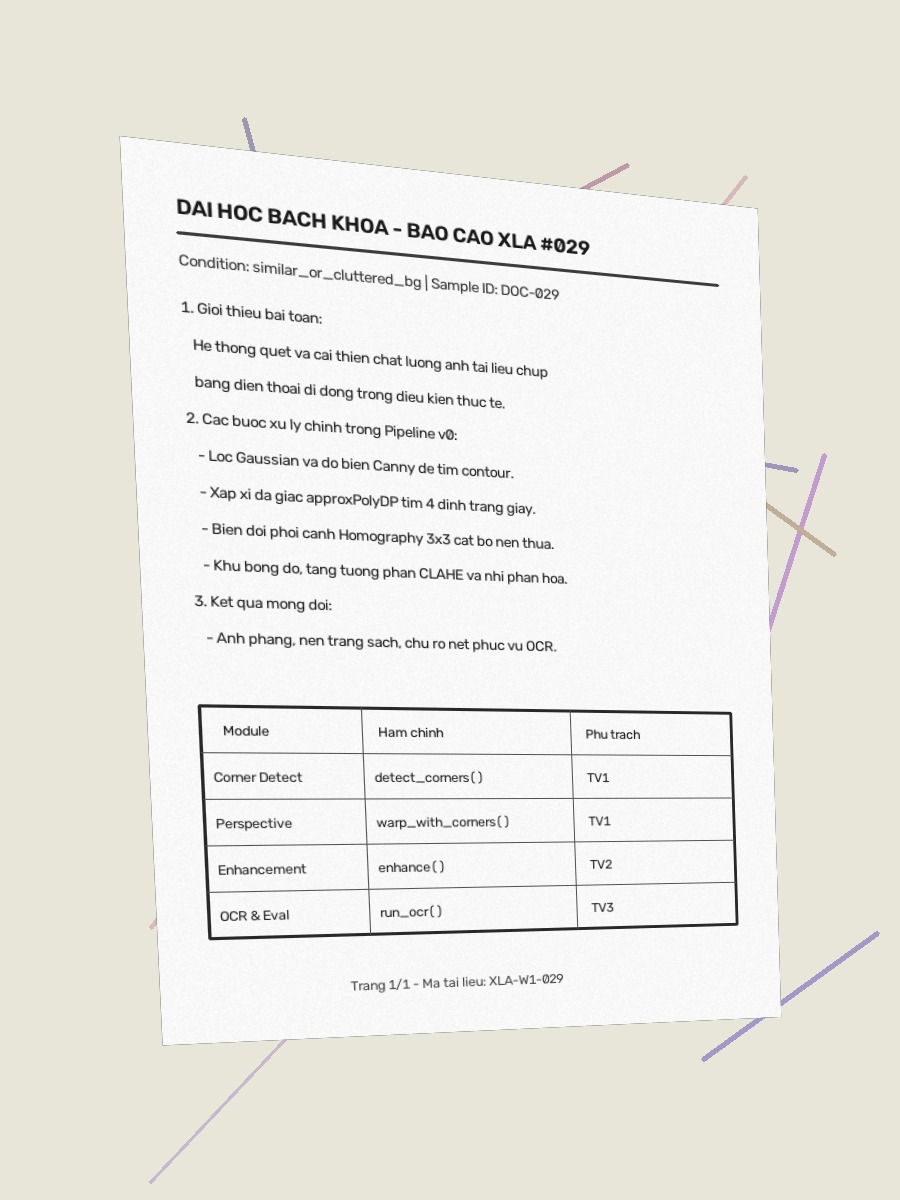 DAI HOC BACH KHOA - BAO CAO XLA #029
Condition: similar_or_cluttered_bg | Sample ID: DOC-029
1. Gioi thieu bai toan:
He thong quet va cai thien chat luong anh tai lieu chup
bang dien thoai di dong trong dieu kien thuc te.
2. Cac buoc xu ly chinh trong Pipeline v0:
- Loc Gaussian va do bien Canny de tim contour.
- Xap xi da giac approxPolyDP tim 4 dinh trang giay.
- Bien doi phoi canh Homography 3x3 cat bo nen thua.
- Khu bong do, tang tuong phan CLAHE va nhi phan hoa.
3. Ket qua mong doi:
- Anh phang, nen trang sach, chu ro net phuc vu OCR.
Module Ham chinh Phu trach
Corner Detect detect_corners() TV1
Perspective warp_with_corners() TV1
Enhancement enhance() TV2
OCR & Eval run_ocr() TV3
Trang 1/1 - Ma tai lieu: XLA-W1-029